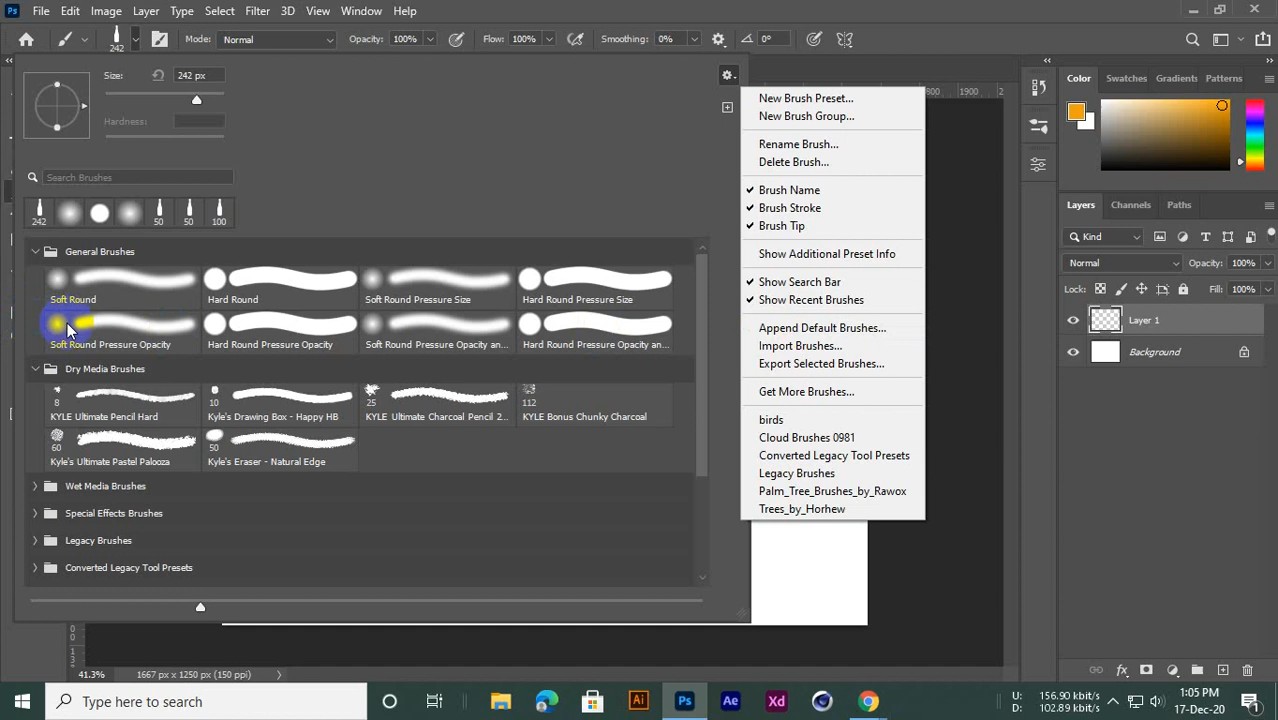 Ps File Edit Image Layer Type Select Filter 3D View Window Help
242 Mode: Normal Opacity: 100% Flow: 100% Smoothing: 0% 0°
Size: 242 px
Hardness:
Search Brushes
242 50 50 100
General Brushes
Soft Round Hard Round Soft Round Pressure Size Hard Round Pressure Size
Soft Round Pressure Opacity Hard Round Pressure Opacity Soft Round Pressure Opacity an... Hard Round Pressure Opacity an...
Dry Media Brushes
8 10 25 112
KYLE Ultimate Pencil Hard Kyle's Drawing Box - Happy HB KYLE Ultimate Charcoal Pencil 2... KYLE Bonus Chunky Charcoal
60 50
Kyle's Ultimate Pastel Palooza Kyle's Eraser - Natural Edge
Wet Media Brushes
Special Effects Brushes
Legacy Brushes
Converted Legacy Tool Presets
New Brush Preset...
New Brush Group...
Rename Brush...
Delete Brush...
Brush Name
Brush Stroke
Brush Tip
Show Additional Preset Info
Show Search Bar
Show Recent Brushes
Append Default Brushes...
Import Brushes...
Export Selected Brushes...
Get More Brushes...
birds
Cloud Brushes 0981
Converted Legacy Tool Presets
Legacy Brushes
Palm_Tree_Brushes_by_Rawox
Trees_by_Horhew
1900 2
Color Swatches Gradients Patterns
Layers Channels Paths
Kind
Normal Opacity: 100%
Lock: Fill: 100%
Layer 1
Background
41.3% 1667 px x 1250 px (150 ppi)
Type here to search
Ai Ps Ae Xd
U: 156.90 kbit/s
D: 102.89 kbit/s
1:05 PM
17-Dec-20